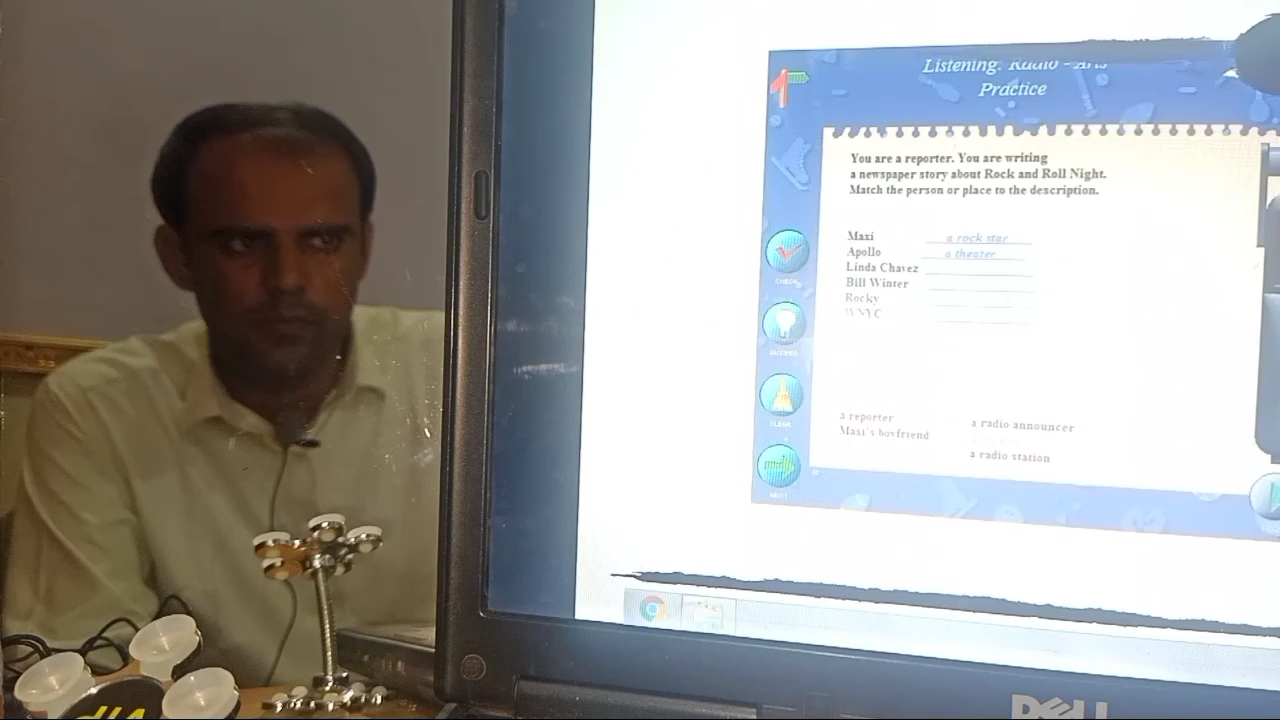 Listening: Radio - Arts
Practice
You are a reporter. You are writing
a newspaper story about Rock and Roll Night.
Match the person or place to the description.
Maxi a rock star
Apollo a theater
Linda Chavez
Bill Winter
Rocky
WNYC
a reporter a radio announcer
Maxi's boyfriend
a radio station
CHECK
CLEAR
NEXT
DELL